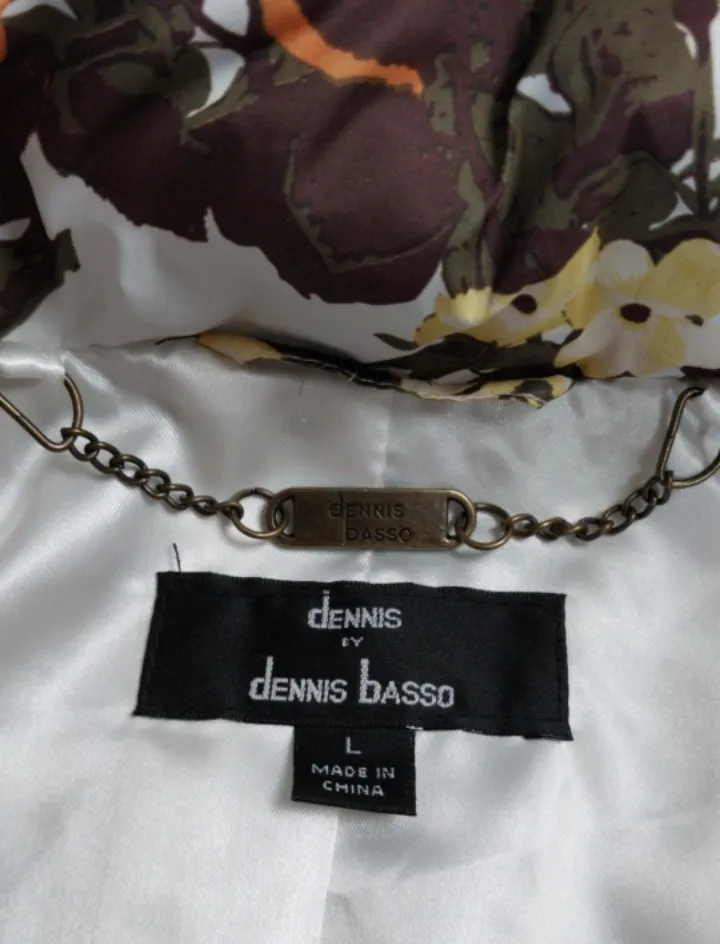 dENNIS
bASSO
dENNIS
BY
dENNIS bASSO
L
MADE IN
CHINA